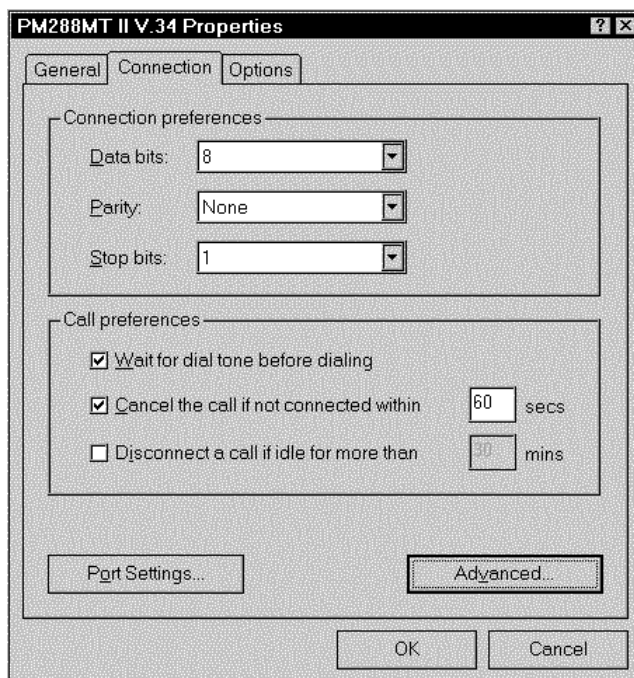 PM288MT II V.34 Properties
General Connection Options
Connection preferences
Data bits: 8
Parity: None
Stop bits: 1
Call preferences
Wait for dial tone before dialing
Cancel the call if not connected within 60 secs
Disconnect a call if idle for more than 30 mins
Port Settings... Advanced...
OK Cancel